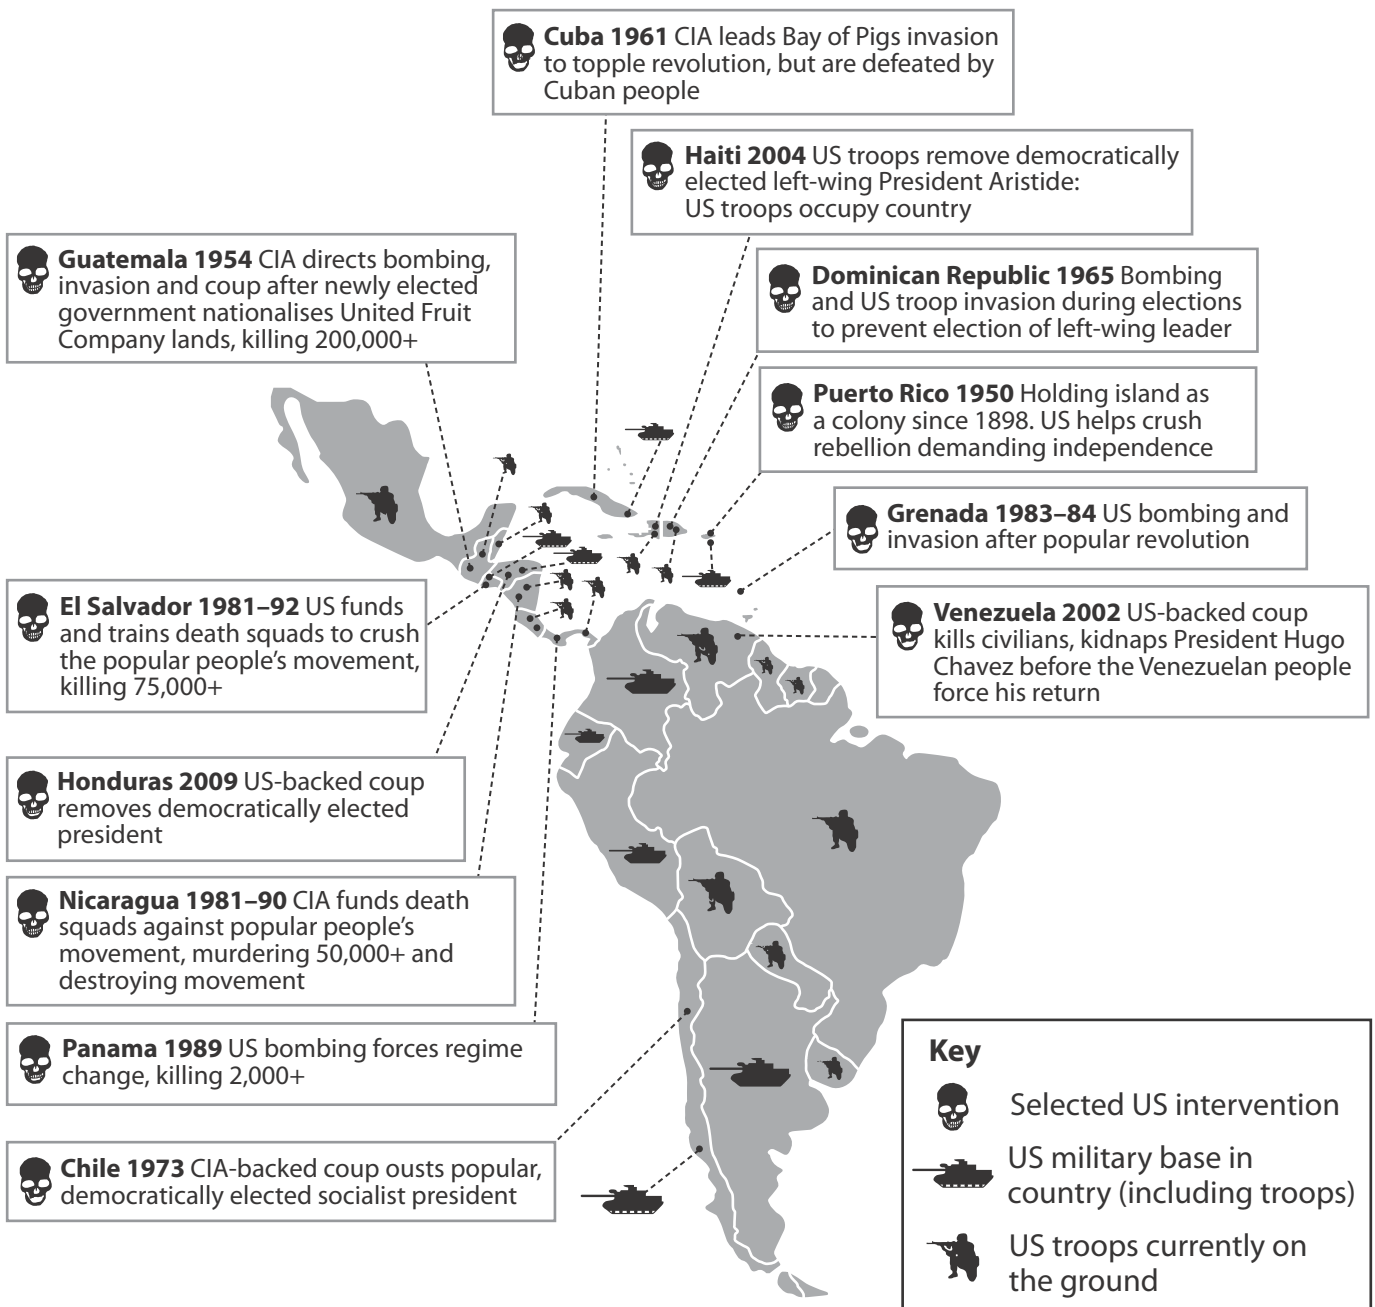 Cuba 1961 CIA leads Bay of Pigs invasion
to topple revolution, but are defeated by
Cuban people
Haiti 2004 US troops remove democratically
elected left-wing President Aristide:
US troops occupy country
Guatemala 1954 CIA directs bombing,
invasion and coup after newly elected
government nationalises United Fruit
Company lands, killing 200,000+
Dominican Republic 1965 Bombing
and US troop invasion during elections
to prevent election of left-wing leader
Puerto Rico 1950 Holding island as
a colony since 1898. US helps crush
rebellion demanding independence
Grenada 1983–84 US bombing and
invasion after popular revolution
El Salvador 1981–92 US funds
and trains death squads to crush
the popular people’s movement,
killing 75,000+
Venezuela 2002 US-backed coup
kills civilians, kidnaps President Hugo
Chavez before the Venezuelan people
force his return
Honduras 2009 US-backed coup
removes democratically elected
president
Nicaragua 1981–90 CIA funds death
squads against popular people’s
movement, murdering 50,000+ and
destroying movement
Panama 1989 US bombing forces regime
change, killing 2,000+
Chile 1973 CIA-backed coup ousts popular,
democratically elected socialist president
Key
Selected US intervention
US military base in
country (including troops)
US troops currently on
the ground